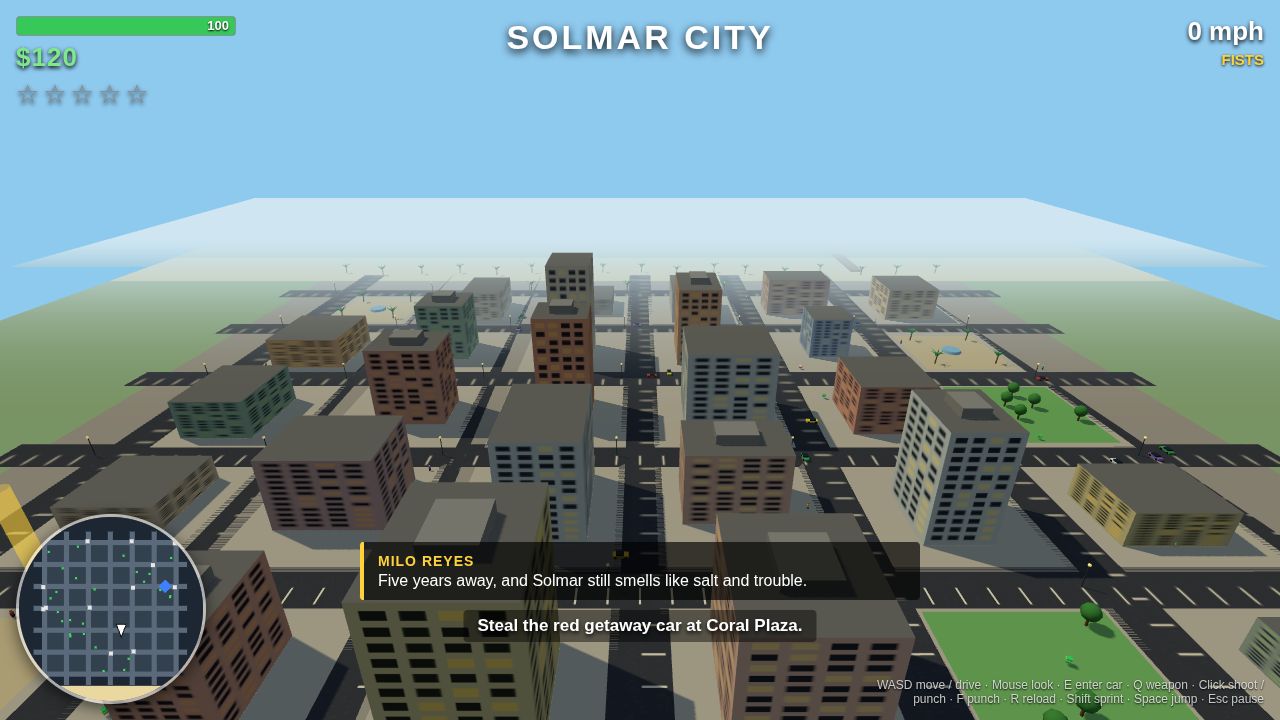 100
SOLMAR CITY
0 mph
$120
FISTS
☆☆☆☆☆
MILO REYES
Five years away, and Solmar still smells like salt and trouble.
Steal the red getaway car at Coral Plaza.
WASD move / drive · Mouse look · E enter car · Q weapon · Click shoot /
punch · F punch · R reload · Shift sprint · Space jump · Esc pause